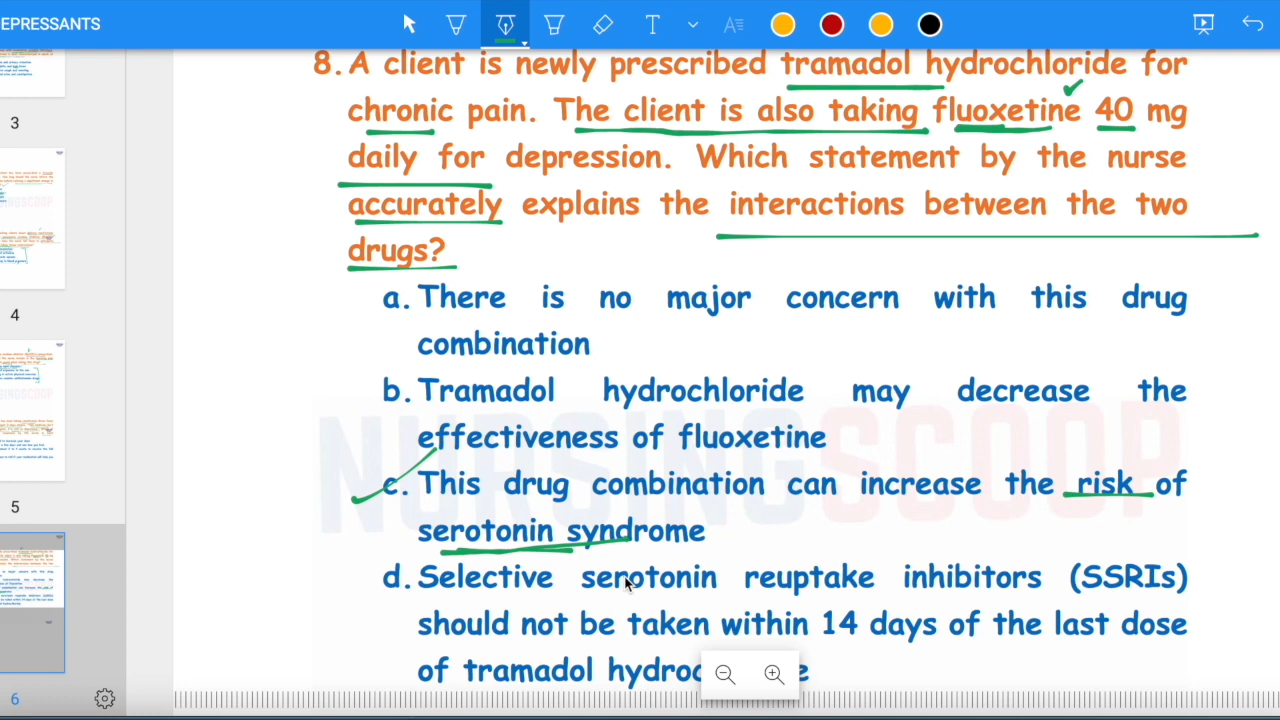 EPRESSANTS
T
8. A client is newly prescribed tramadol hydrochloride for
chronic pain. The client is also taking fluoxetine 40 mg
daily for depression. Which statement by the nurse
accurately explains the interactions between the two
drugs?
a. There is no major concern with this drug
combination
b. Tramadol hydrochloride may decrease the
effectiveness of fluoxetine
c. This drug combination can increase the risk of
serotonin syndrome
d. Selective serotonin reuptake inhibitors (SSRIs)
should not be taken within 14 days of the last dose
of tramadol
NURSINGSCOOP
3
4
5
6